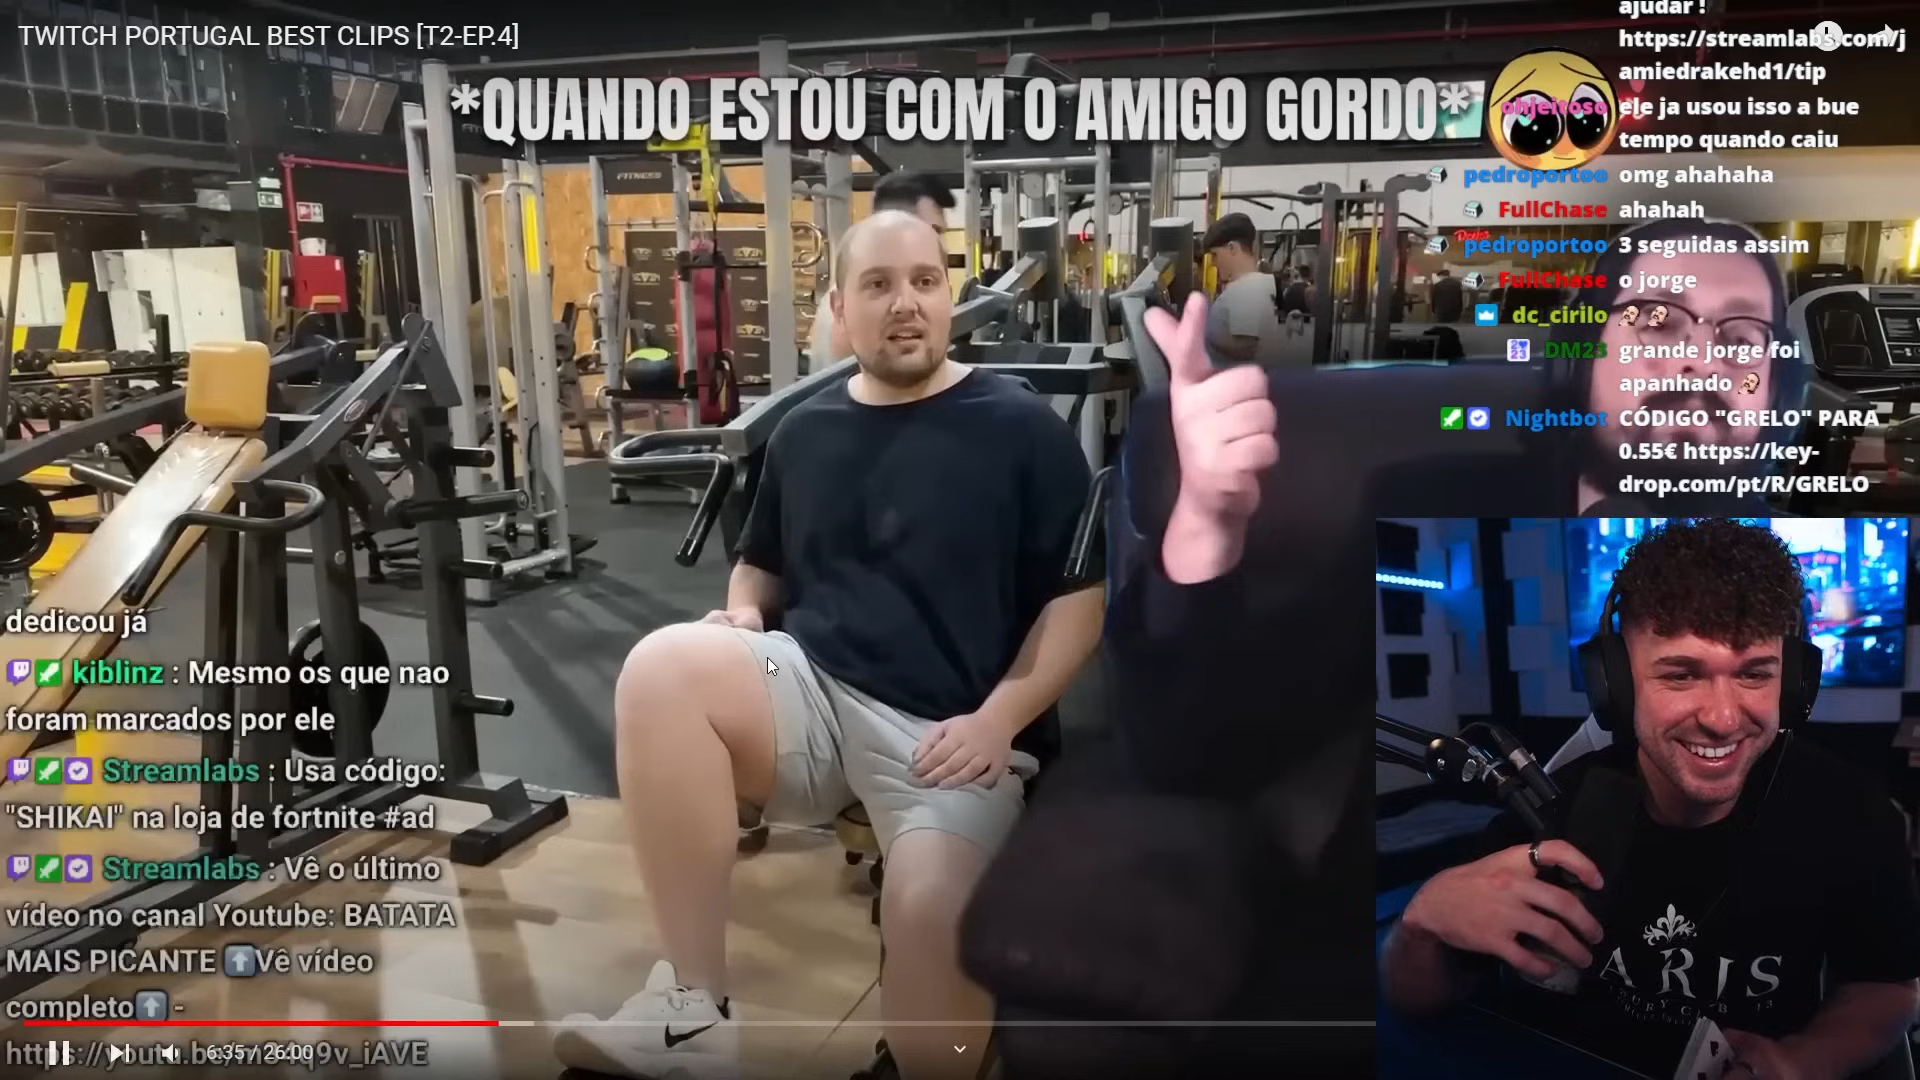 TWITCH PORTUGAL BEST CLIPS [T2-EP.4]
*QUANDO ESTOU COM O AMIGO GORDO*
ajudar !
https://streamlabs.com/j
amiedrakehd1/tip
ohjeitoso ele ja usou isso a bue
tempo quando caiu
pedroportoo omg ahahaha
FullChase ahahah
pedroportoo 3 seguidas assim
FullChase o jorge
dc_cirilo
DM23 grande jorge foi
apanhado
Nightbot CÓDIGO "GRELO" PARA
0.55€ https://key-
drop.com/pt/R/GRELO
FITNESS
dedicou já
kiblinz : Mesmo os que nao
foram marcados por ele
Streamlabs : Usa código:
"SHIKAI" na loja de fortnite #ad
Streamlabs : Vê o último
vídeo no canal Youtube: BATATA
MAIS PICANTE ⬆️Vê vídeo
completo⬆️ -
6:35 / 26:00
ARIS